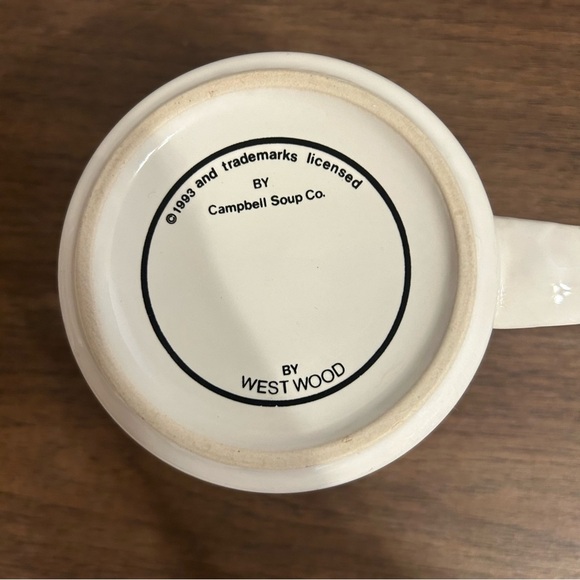 ©1993 and trademarks licensed
BY
Campbell Soup Co.
BY
WEST WOOD